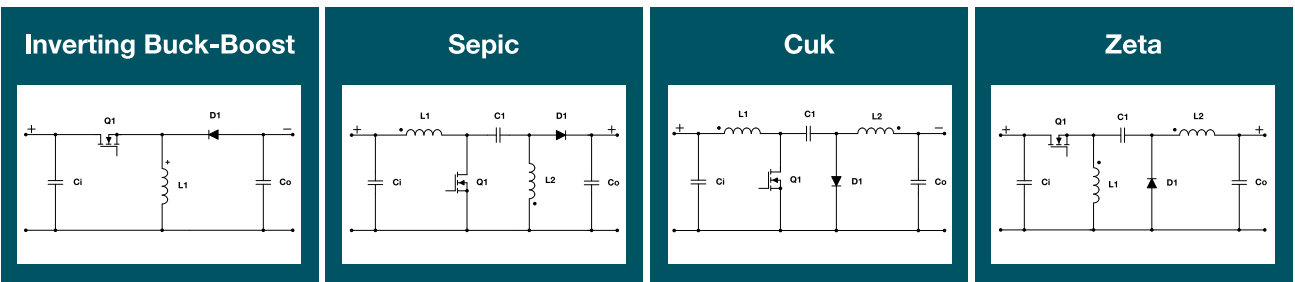 Inverting Buck-Boost
Q1
D1
+
−
+
Ci
L1
Co
Sepic
L1
C1
D1
+
+
Ci
Q1
L2
Co
Cuk
L1
C1
L2
+
−
Ci
Q1
D1
Co
Zeta
Q1
C1
L2
+
+
Ci
L1
D1
Co